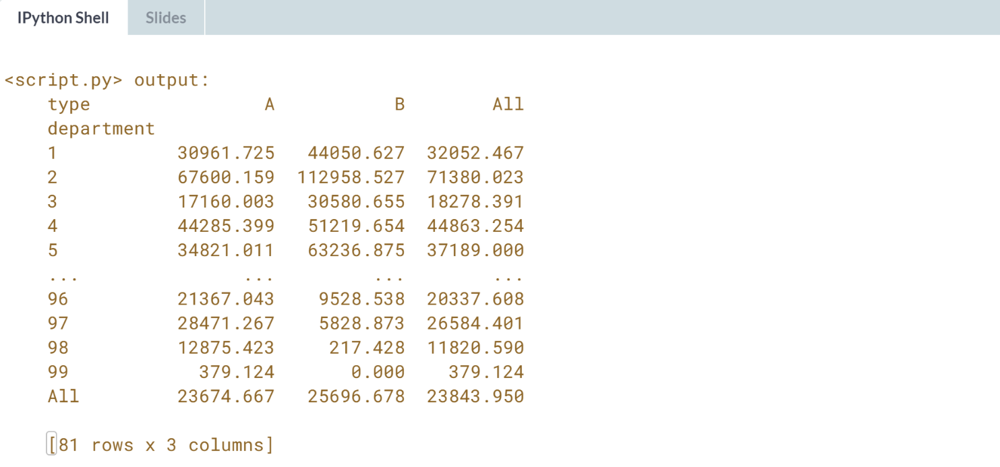 IPython Shell Slides
<script.py> output:
type A B All
department
1 30961.725 44050.627 32052.467
2 67600.159 112958.527 71380.023
3 17160.003 30580.655 18278.391
4 44285.399 51219.654 44863.254
5 34821.011 63236.875 37189.000
... ... ... ...
96 21367.043 9528.538 20337.608
97 28471.267 5828.873 26584.401
98 12875.423 217.428 11820.590
99 379.124 0.000 379.124
All 23674.667 25696.678 23843.950
[81 rows x 3 columns]